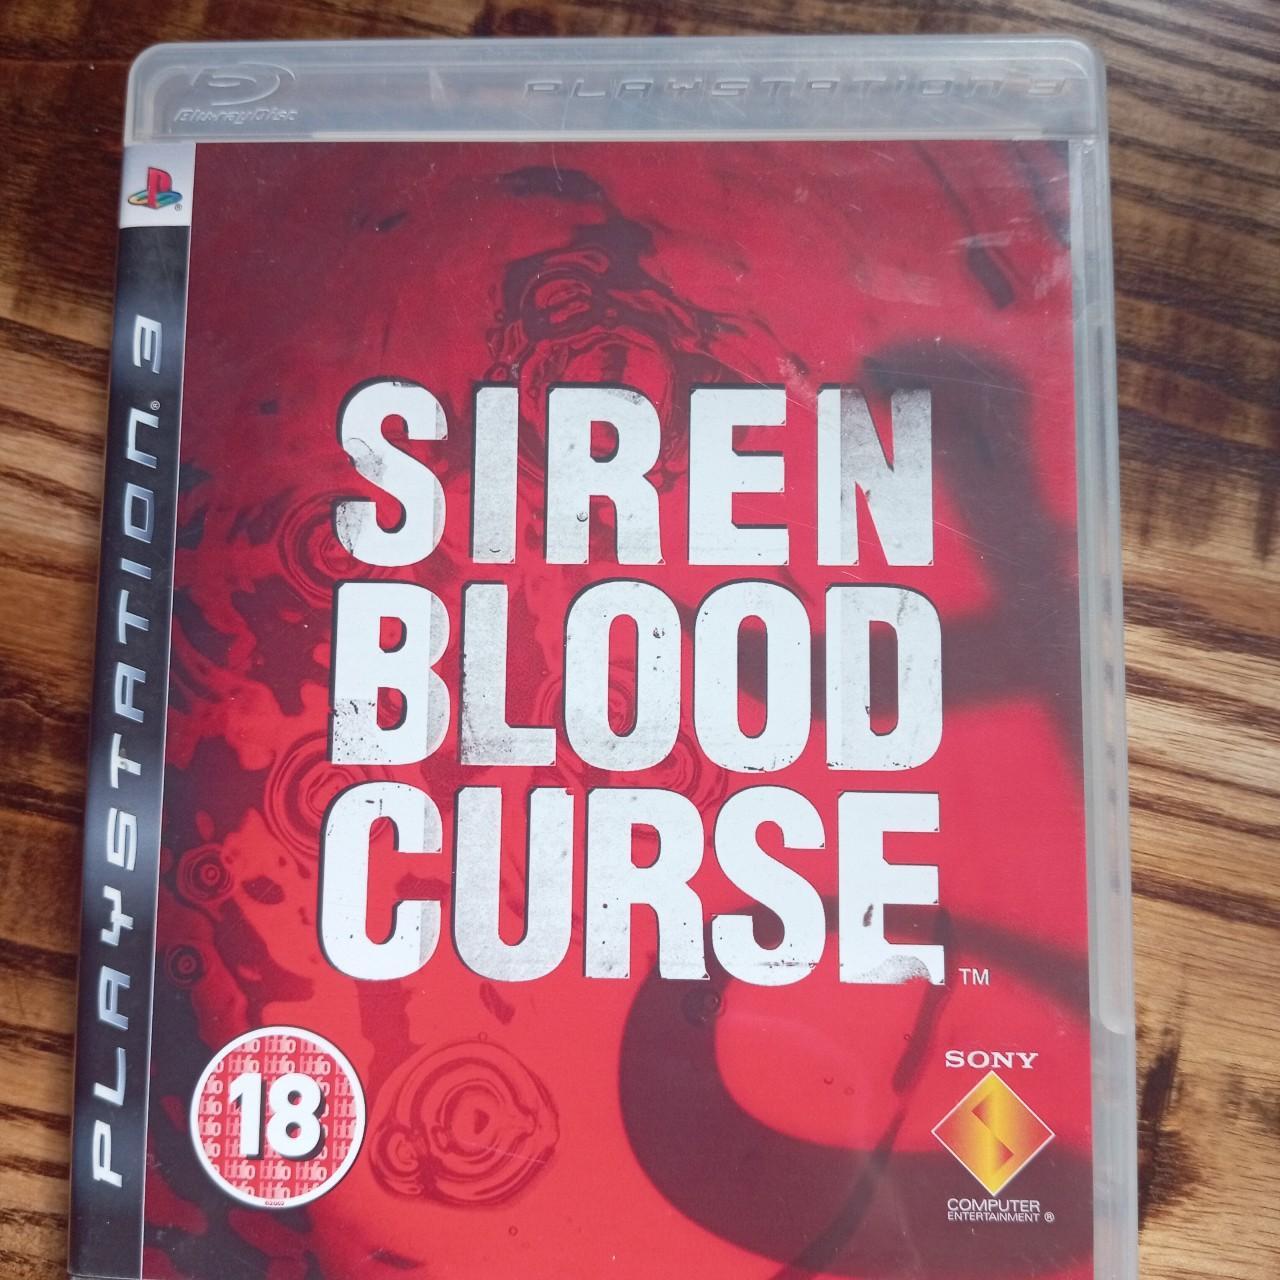 Blu-ray Disc
PLAYSTATION 3
PLAYSTATION®3
SIREN
BLOOD
CURSE
TM
18
SONY
COMPUTER
ENTERTAINMENT®